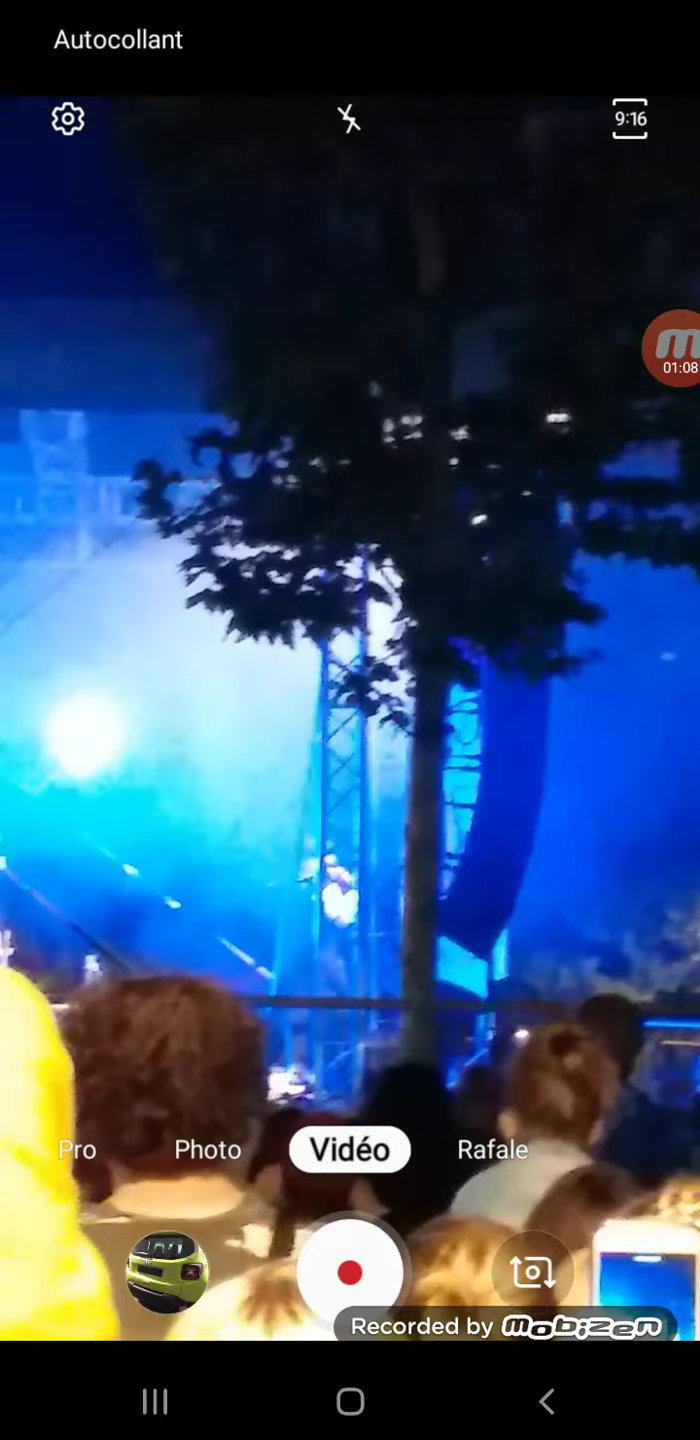 Autocollant
9:16
01:08
Pro
Photo
Vidéo
Rafale
Recorded by mobizen